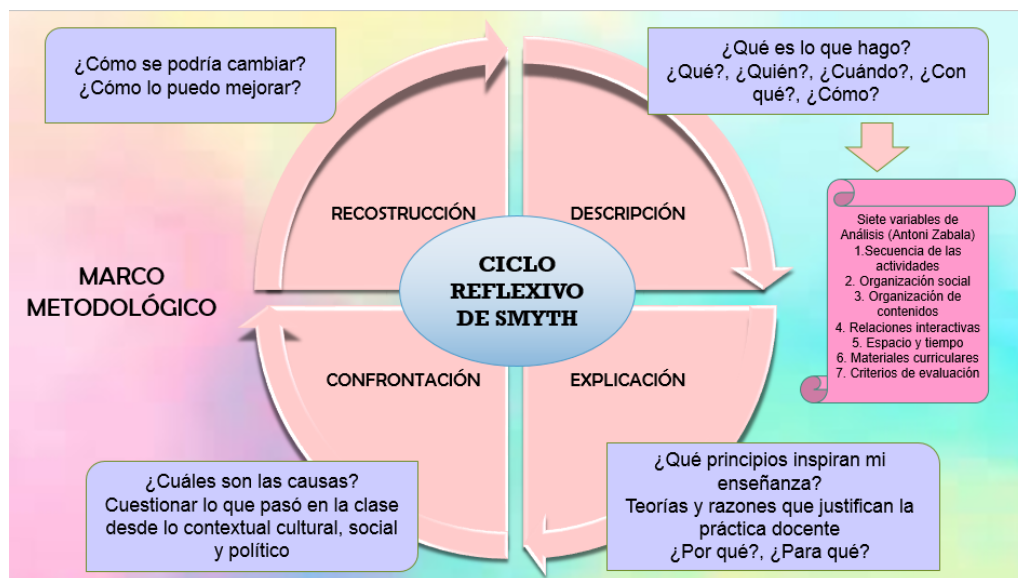 ¿Cómo se podría cambiar?
¿Cómo lo puedo mejorar?
¿Qué es lo que hago?
¿Qué?, ¿Quién?, ¿Cuándo?, ¿Con
qué?, ¿Cómo?
RECOSTRUCCIÓN
DESCRIPCIÓN
Siete variables de
Análisis (Antoni Zabala)
1.Secuencia de las
actividades
2. Organización social
3. Organización de
contenidos
4. Relaciones interactivas
5. Espacio y tiempo
6. Materiales curriculares
7. Criterios de evaluación
MARCO
METODOLÓGICO
CICLO
REFLEXIVO
DE SMYTH
CONFRONTACIÓN
EXPLICACIÓN
¿Cuáles son las causas?
Cuestionar lo que pasó en la clase
desde lo contextual cultural, social
y político
¿Qué principios inspiran mi
enseñanza?
Teorías y razones que justifican la
práctica docente
¿Por qué?, ¿Para qué?